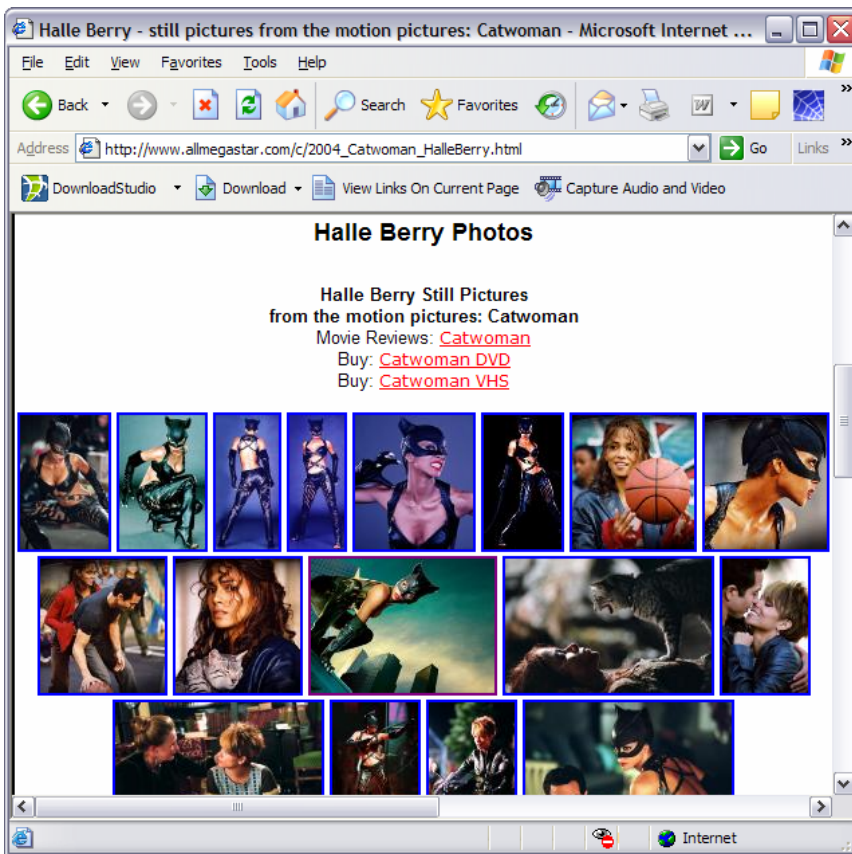 Halle Berry - still pictures from the motion pictures: Catwoman - Microsoft Internet ...
File Edit View Favorites Tools Help
Back Search Favorites W »
Address http://www.allmegastar.com/c/2004_Catwoman_HalleBerry.html Go Links »
DownloadStudio Download View Links On Current Page Capture Audio and Video
Halle Berry Photos
Halle Berry Still Pictures
from the motion pictures: Catwoman
Movie Reviews: Catwoman
Buy: Catwoman DVD
Buy: Catwoman VHS
Internet